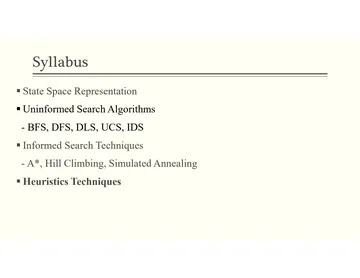 Syllabus
▪ State Space Representation
▪ Uninformed Search Algorithms
- BFS, DFS, DLS, UCS, IDS
▪ Informed Search Techniques
- A*, Hill Climbing, Simulated Annealing
▪ Heuristics Techniques